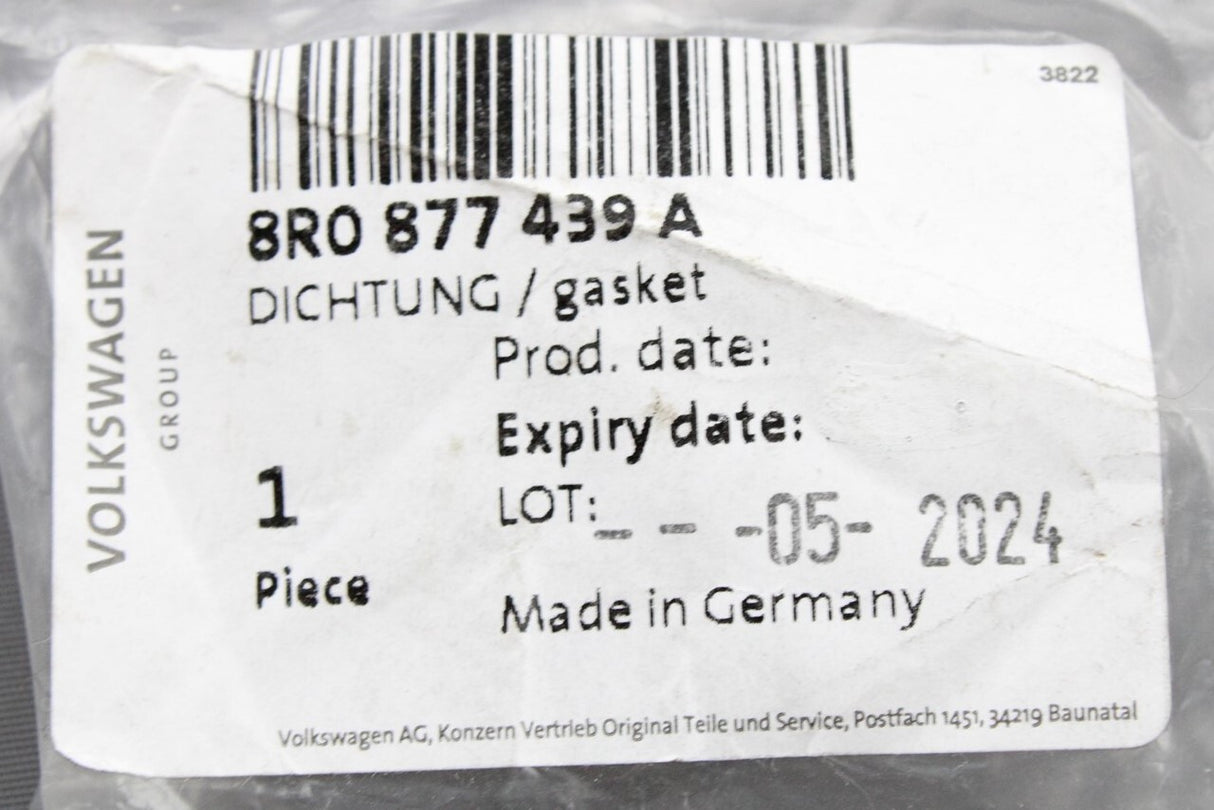 3822
8R0 877 439 A
DICHTUNG / gasket
Prod. date:
Expiry date:
1
LOT:
- - -05- 2024
Piece
Made in Germany
Volkswagen AG, Konzern Vertrieb Original Teile und Service, Postfach 1451, 34219 Baunatal
VOLKSWAGEN
GROUP